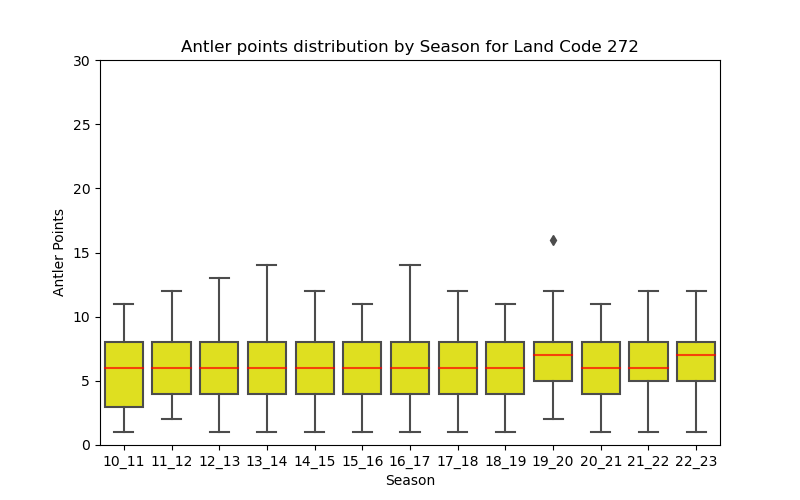 Antler points distribution by Season for Land Code 272
30
25
20
15
10
5
0
Antler Points
10_11 11_12 12_13 13_14 14_15 15_16 16_17 17_18 18_19 19_20 20_21 21_22 22_23
Season